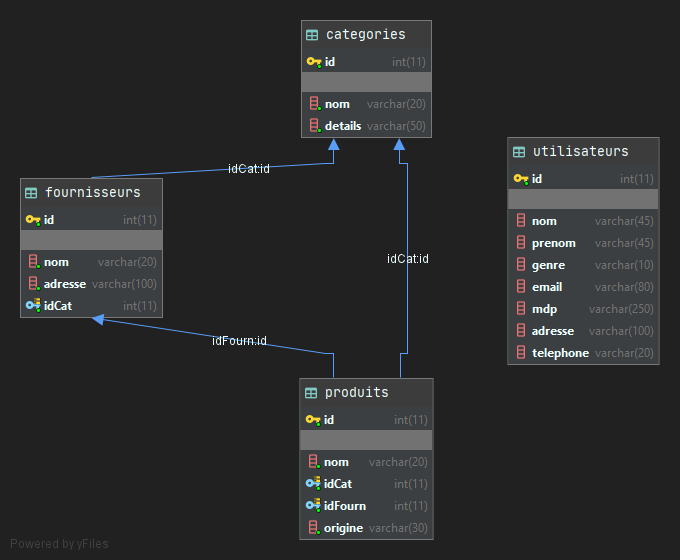 categories
id int(11)
nom varchar(20)
details varchar(50)
utilisateurs
id int(11)
nom varchar(45)
prenom varchar(45)
genre varchar(10)
email varchar(80)
mdp varchar(250)
adresse varchar(100)
telephone varchar(20)
idCat:id
fournisseurs
id int(11)
nom varchar(20)
adresse varchar(100)
idCat int(11)
idCat:id
idFourn:id
produits
id int(11)
nom varchar(20)
idCat int(11)
idFourn int(11)
origine varchar(30)
Powered by yFiles